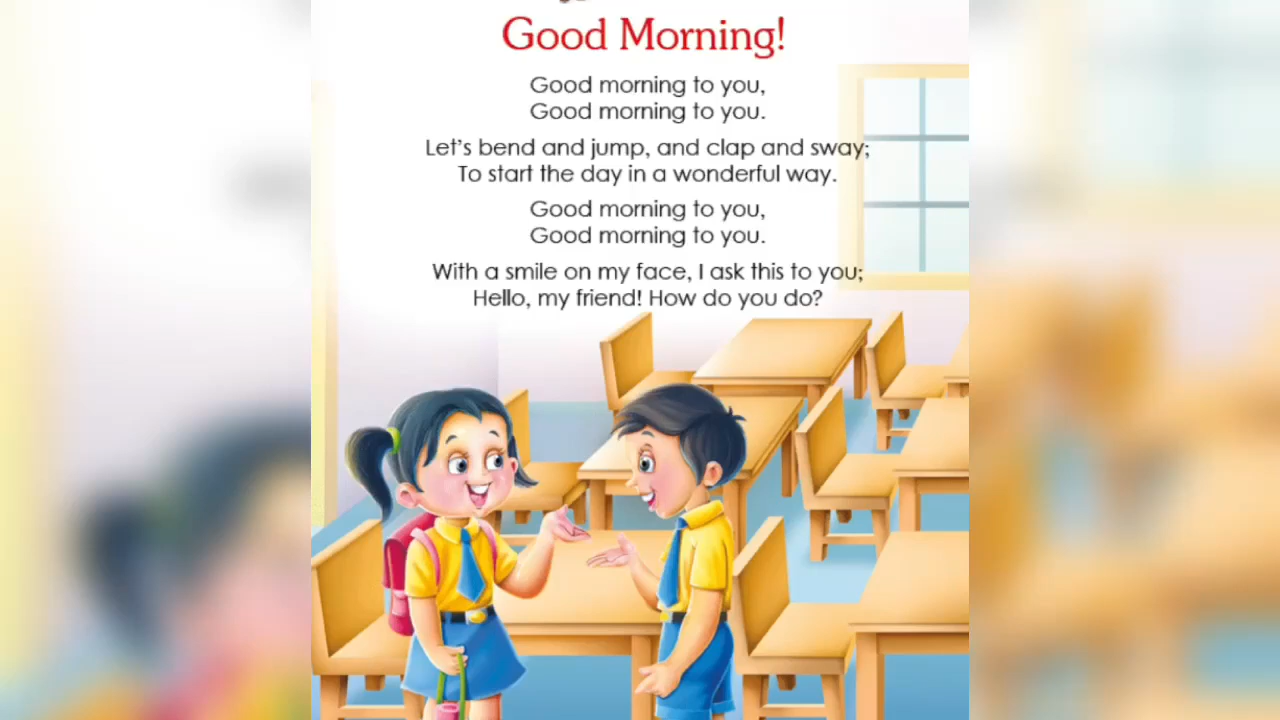 Good Morning!
Good morning to you,
Good morning to you.
Let's bend and jump, and clap and sway;
To start the day in a wonderful way.
Good morning to you,
Good morning to you.
With a smile on my face, I ask this to you;
Hello, my friend! How do you do?